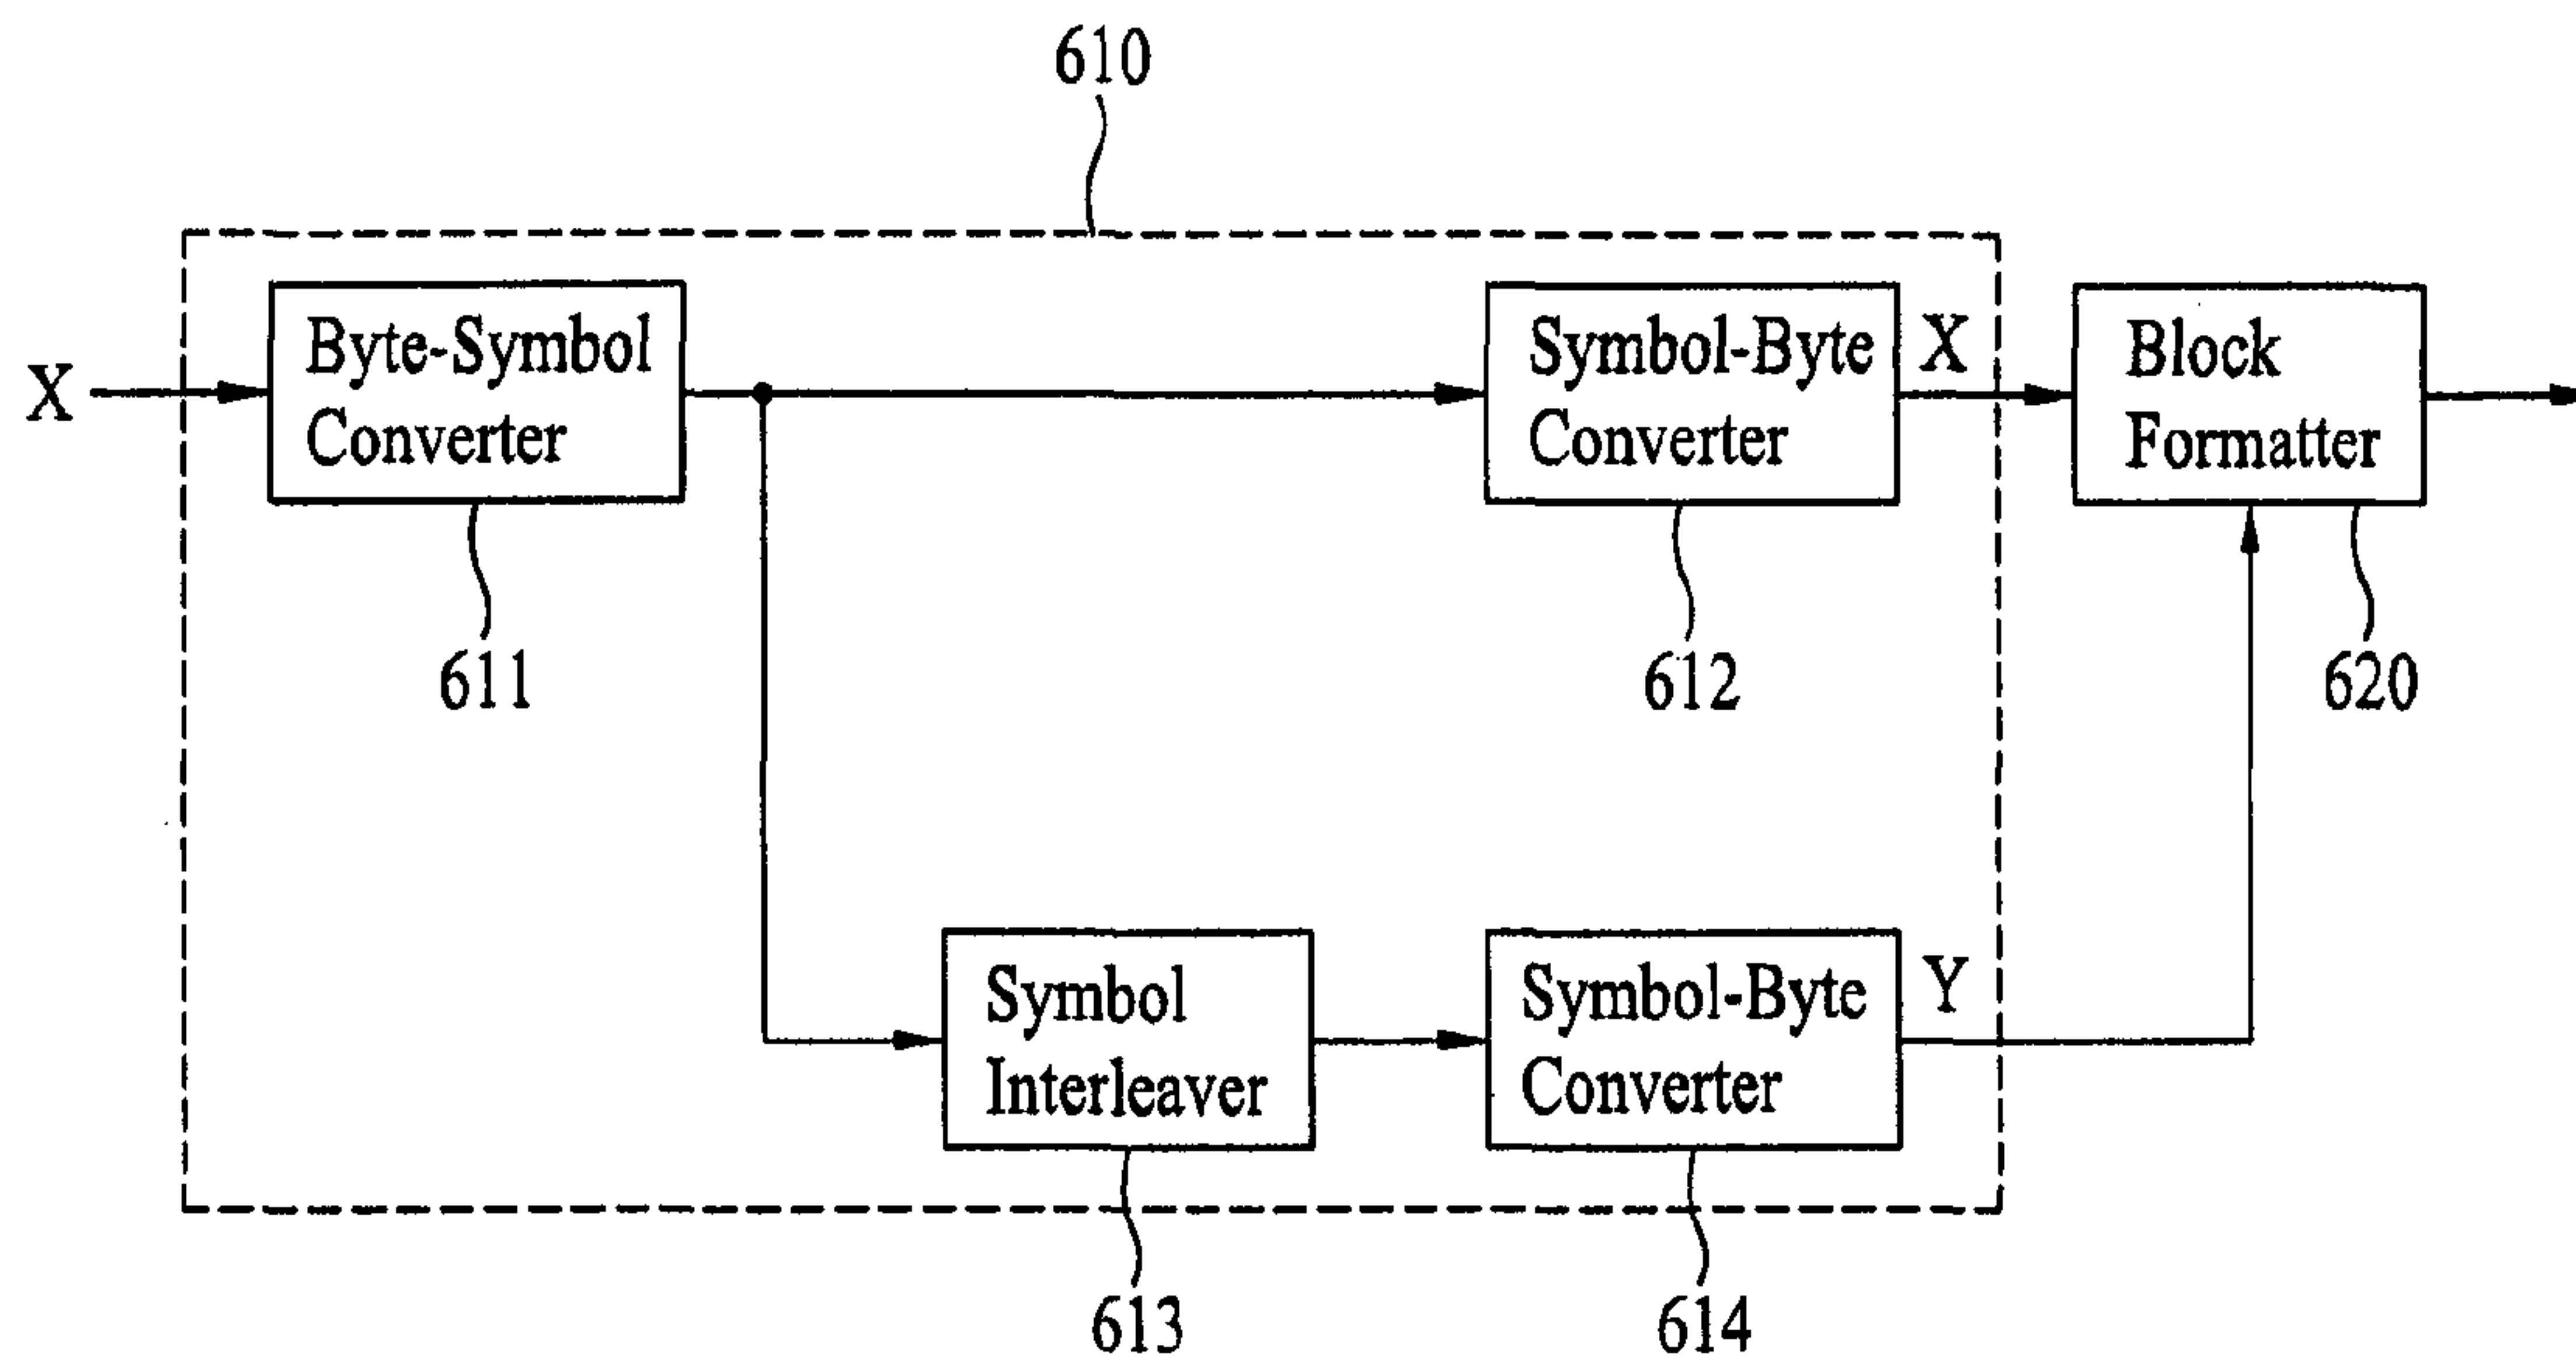 610
X
Byte-Symbol
Converter
Symbol-Byte
Converter
X
Block
Formatter
611
612
620
Symbol
Interleaver
Symbol-Byte
Converter
Y
613
614